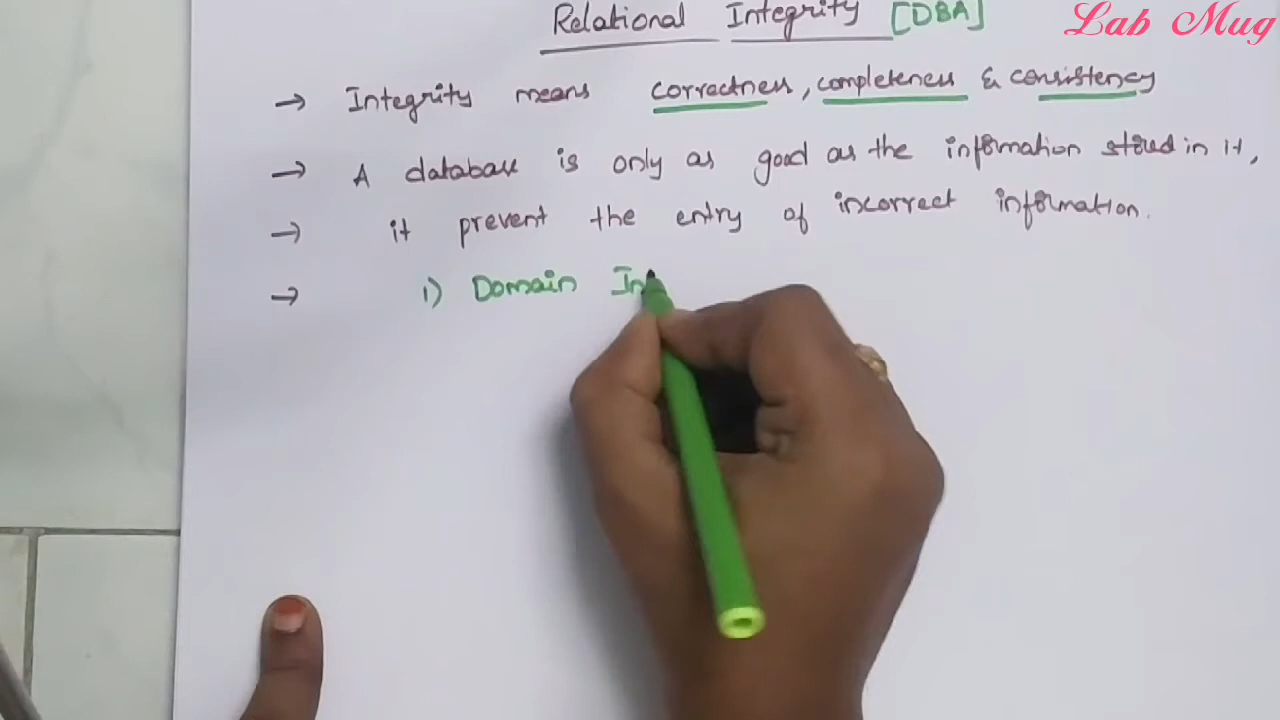 Relational Integrity [DBA]
Lab Mug
→ Integrity means correctness, completeness & consistency
→ A database is only as good as the information stored in it,
→ it prevent the entry of incorrect information.
→ 1) Domain In